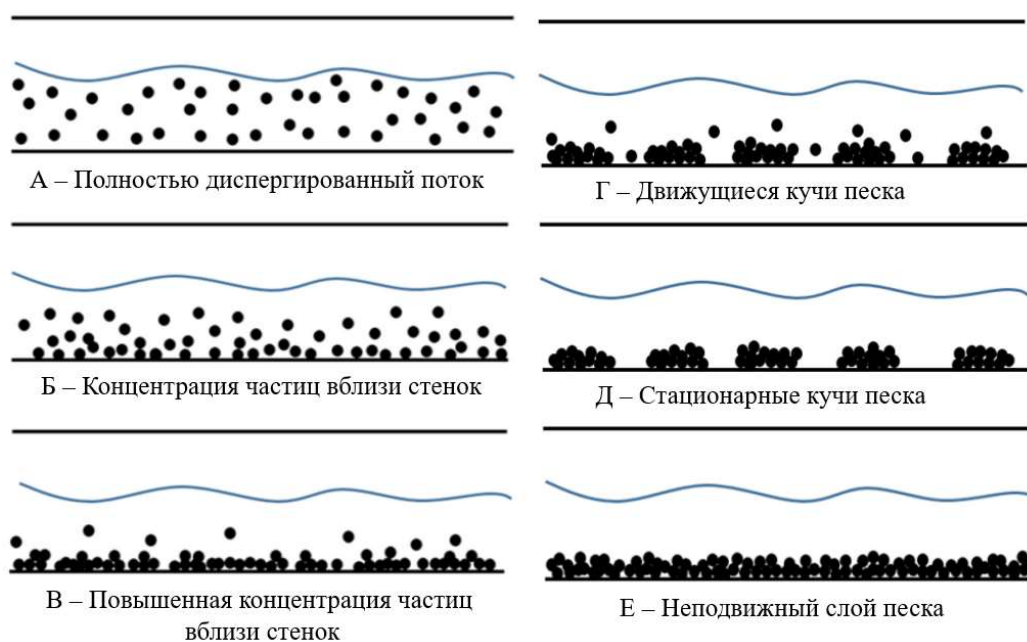 А – Полностью диспергированный поток
Б – Концентрация частиц вблизи стенок
В – Повышенная концентрация частиц
вблизи стенок
Г – Движущиеся кучи песка
Д – Стационарные кучи песка
Е – Неподвижный слой песка